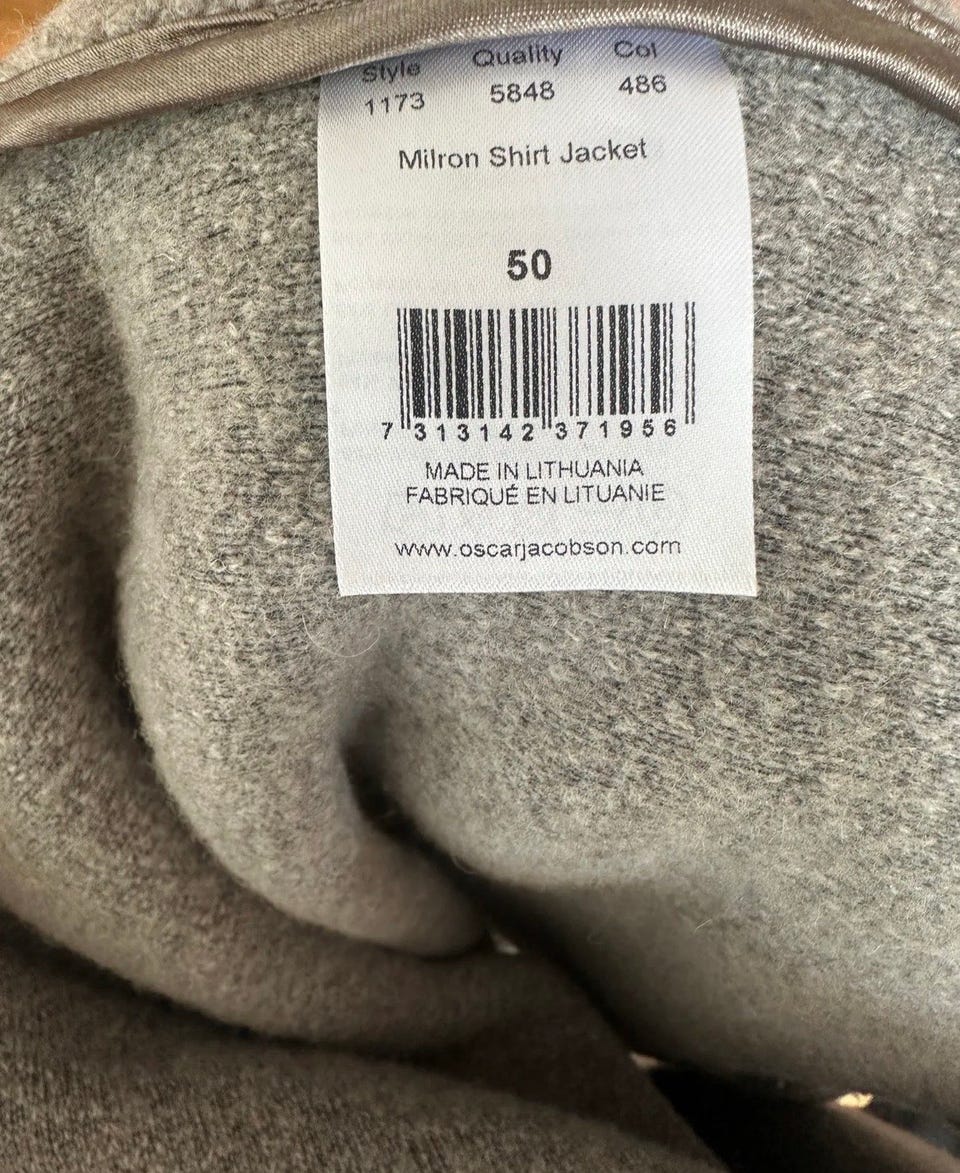 Style Quality Col
1173 5848 486
Milron Shirt Jacket
50
7 313142 371956
MADE IN LITHUANIA
FABRIQUÉ EN LITUANIE
www.oscarjacobson.com